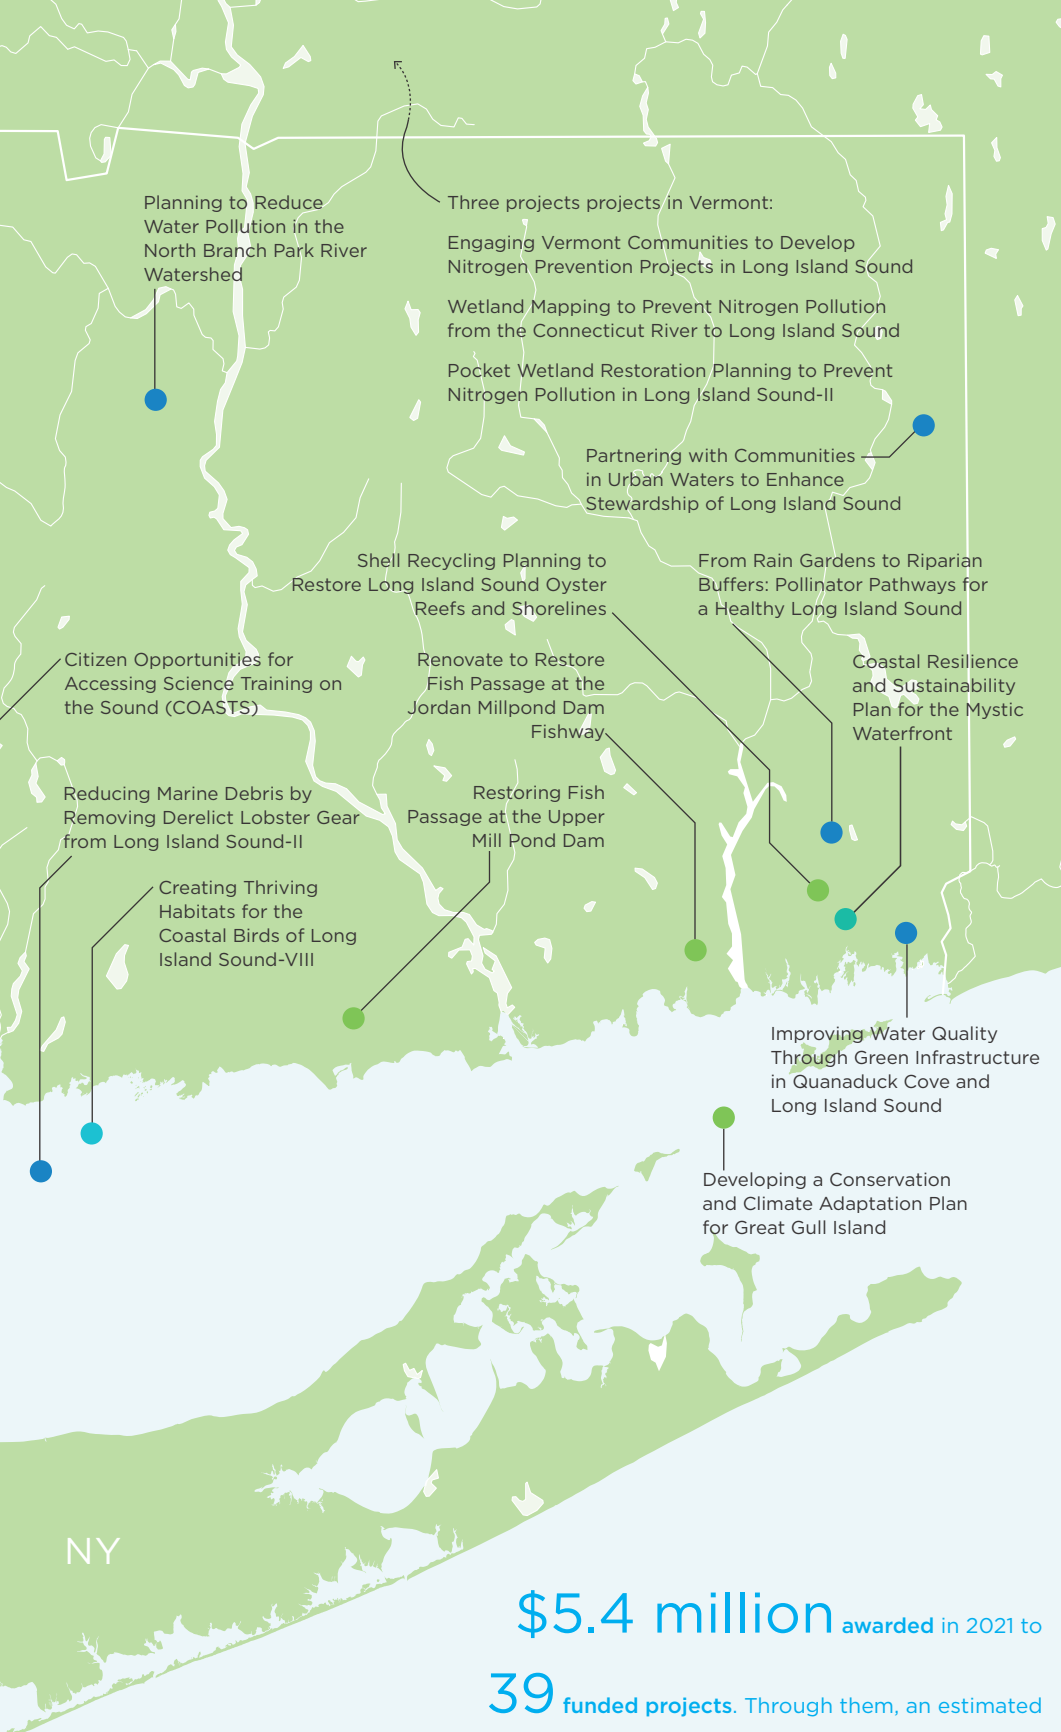 Planning to Reduce
Water Pollution in the
North Branch Park River
Watershed
Three projects projects in Vermont:
Engaging Vermont Communities to Develop
Nitrogen Prevention Projects in Long Island Sound
Wetland Mapping to Prevent Nitrogen Pollution
from the Connecticut River to Long Island Sound
Pocket Wetland Restoration Planning to Prevent
Nitrogen Pollution in Long Island Sound-II
Partnering with Communities
in Urban Waters to Enhance
Stewardship of Long Island Sound
Shell Recycling Planning to
Restore Long Island Sound Oyster
Reefs and Shorelines
From Rain Gardens to Riparian
Buffers: Pollinator Pathways for
a Healthy Long Island Sound
Citizen Opportunities for
Accessing Science Training on
the Sound (COASTS)
Renovate to Restore
Fish Passage at the
Jordan Millpond Dam
Fishway
Coastal Resilience
and Sustainability
Plan for the Mystic
Waterfront
Reducing Marine Debris by
Removing Derelict Lobster Gear
from Long Island Sound-II
Restoring Fish
Passage at the Upper
Mill Pond Dam
Creating Thriving
Habitats for the
Coastal Birds of Long
Island Sound-VIII
Improving Water Quality
Through Green Infrastructure
in Quanaduck Cove and
Long Island Sound
Developing a Conservation
and Climate Adaptation Plan
for Great Gull Island
NY
$5.4 million awarded in 2021 to
39 funded projects. Through them, an estimated